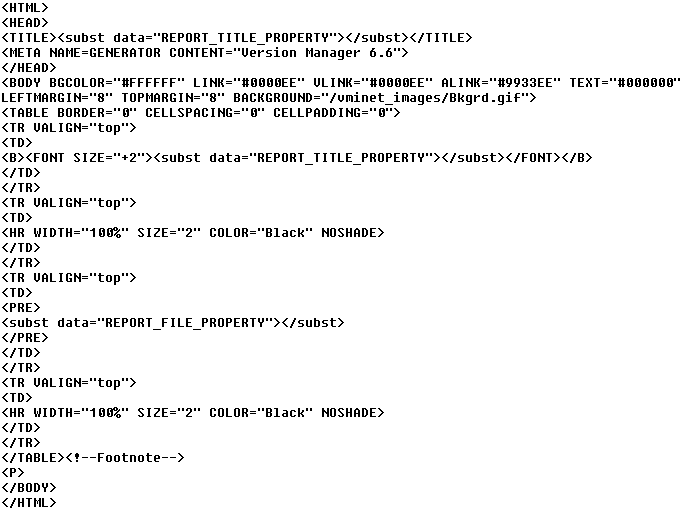 <HTML>
<HEAD>
<TITLE><subst data="REPORT_TITLE_PROPERTY"></subst></TITLE>
<META NAME=GENERATOR CONTENT="Version Manager 6.6">
</HEAD>
<BODY BGCOLOR="#FFFFFF" LINK="#0000EE" VLINK="#0000EE" ALINK="#9933EE" TEXT="#000000"
LEFTMARGIN="8" TOPMARGIN="8" BACKGROUND="/vminet_images/Bkgrd.gif">
<TABLE BORDER="0" CELLSPACING="0" CELLPADDING="0">
<TR VALIGN="top">
<TD>
<B><FONT SIZE="+2"><subst data="REPORT_TITLE_PROPERTY"></subst></FONT></B>
</TD>
</TR>
<TR VALIGN="top">
<TD>
<HR WIDTH="100%" SIZE="2" COLOR="Black" NOSHADE>
</TD>
</TR>
<TR VALIGN="top">
<TD>
<PRE>
<subst data="REPORT_FILE_PROPERTY"></subst>
</PRE>
</TD>
</TR>
<TR VALIGN="top">
<TD>
<HR WIDTH="100%" SIZE="2" COLOR="Black" NOSHADE>
</TD>
</TR>
</TABLE><!--Footnote-->
<P>
</BODY>
</HTML>